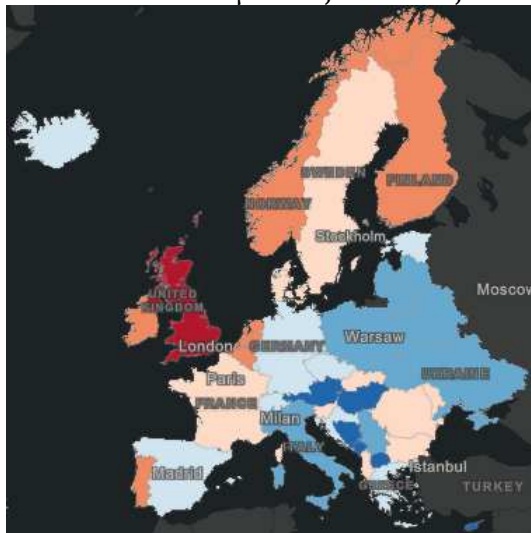 SWEDEN
FINLAND
NORWAY
Stockholm
Moscow
UNITED
KINGDOM
London
GERMANY
Warsaw
Paris
UKRAINE
FRANCE
Milan
ITALY
Istanbul
Madrid
GREECE
TURKEY